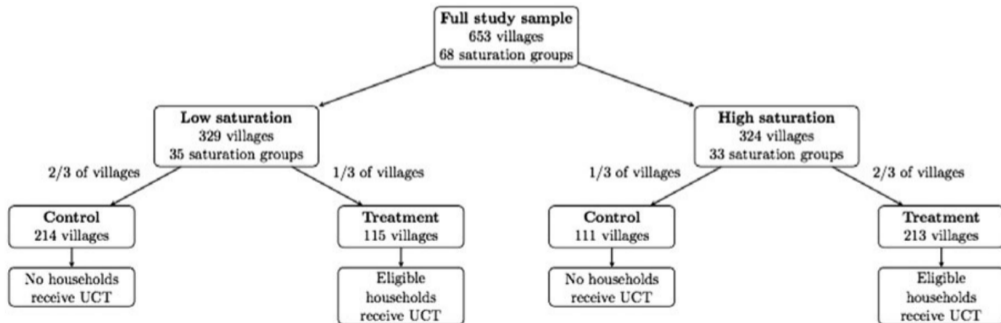 Full study sample
653 villages
68 saturation groups
Low saturation
329 villages
35 saturation groups
High saturation
324 villages
33 saturation groups
2/3 of villages
1/3 of villages
1/3 of villages
2/3 of villages
Control
214 villages
Treatment
115 villages
Control
111 villages
Treatment
213 villages
No households
receive UCT
Eligible
households
receive UCT
No households
receive UCT
Eligible
households
receive UCT